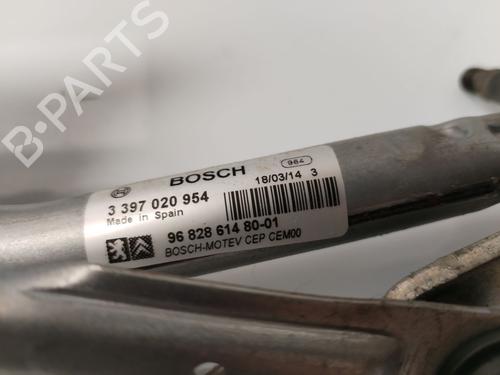 BOSCH
984
3 397 020 954
18/03/14 3
Made in Spain
96 828 614 80-01
BOSCH-MOTEV CEP CEM00
B-PARTS